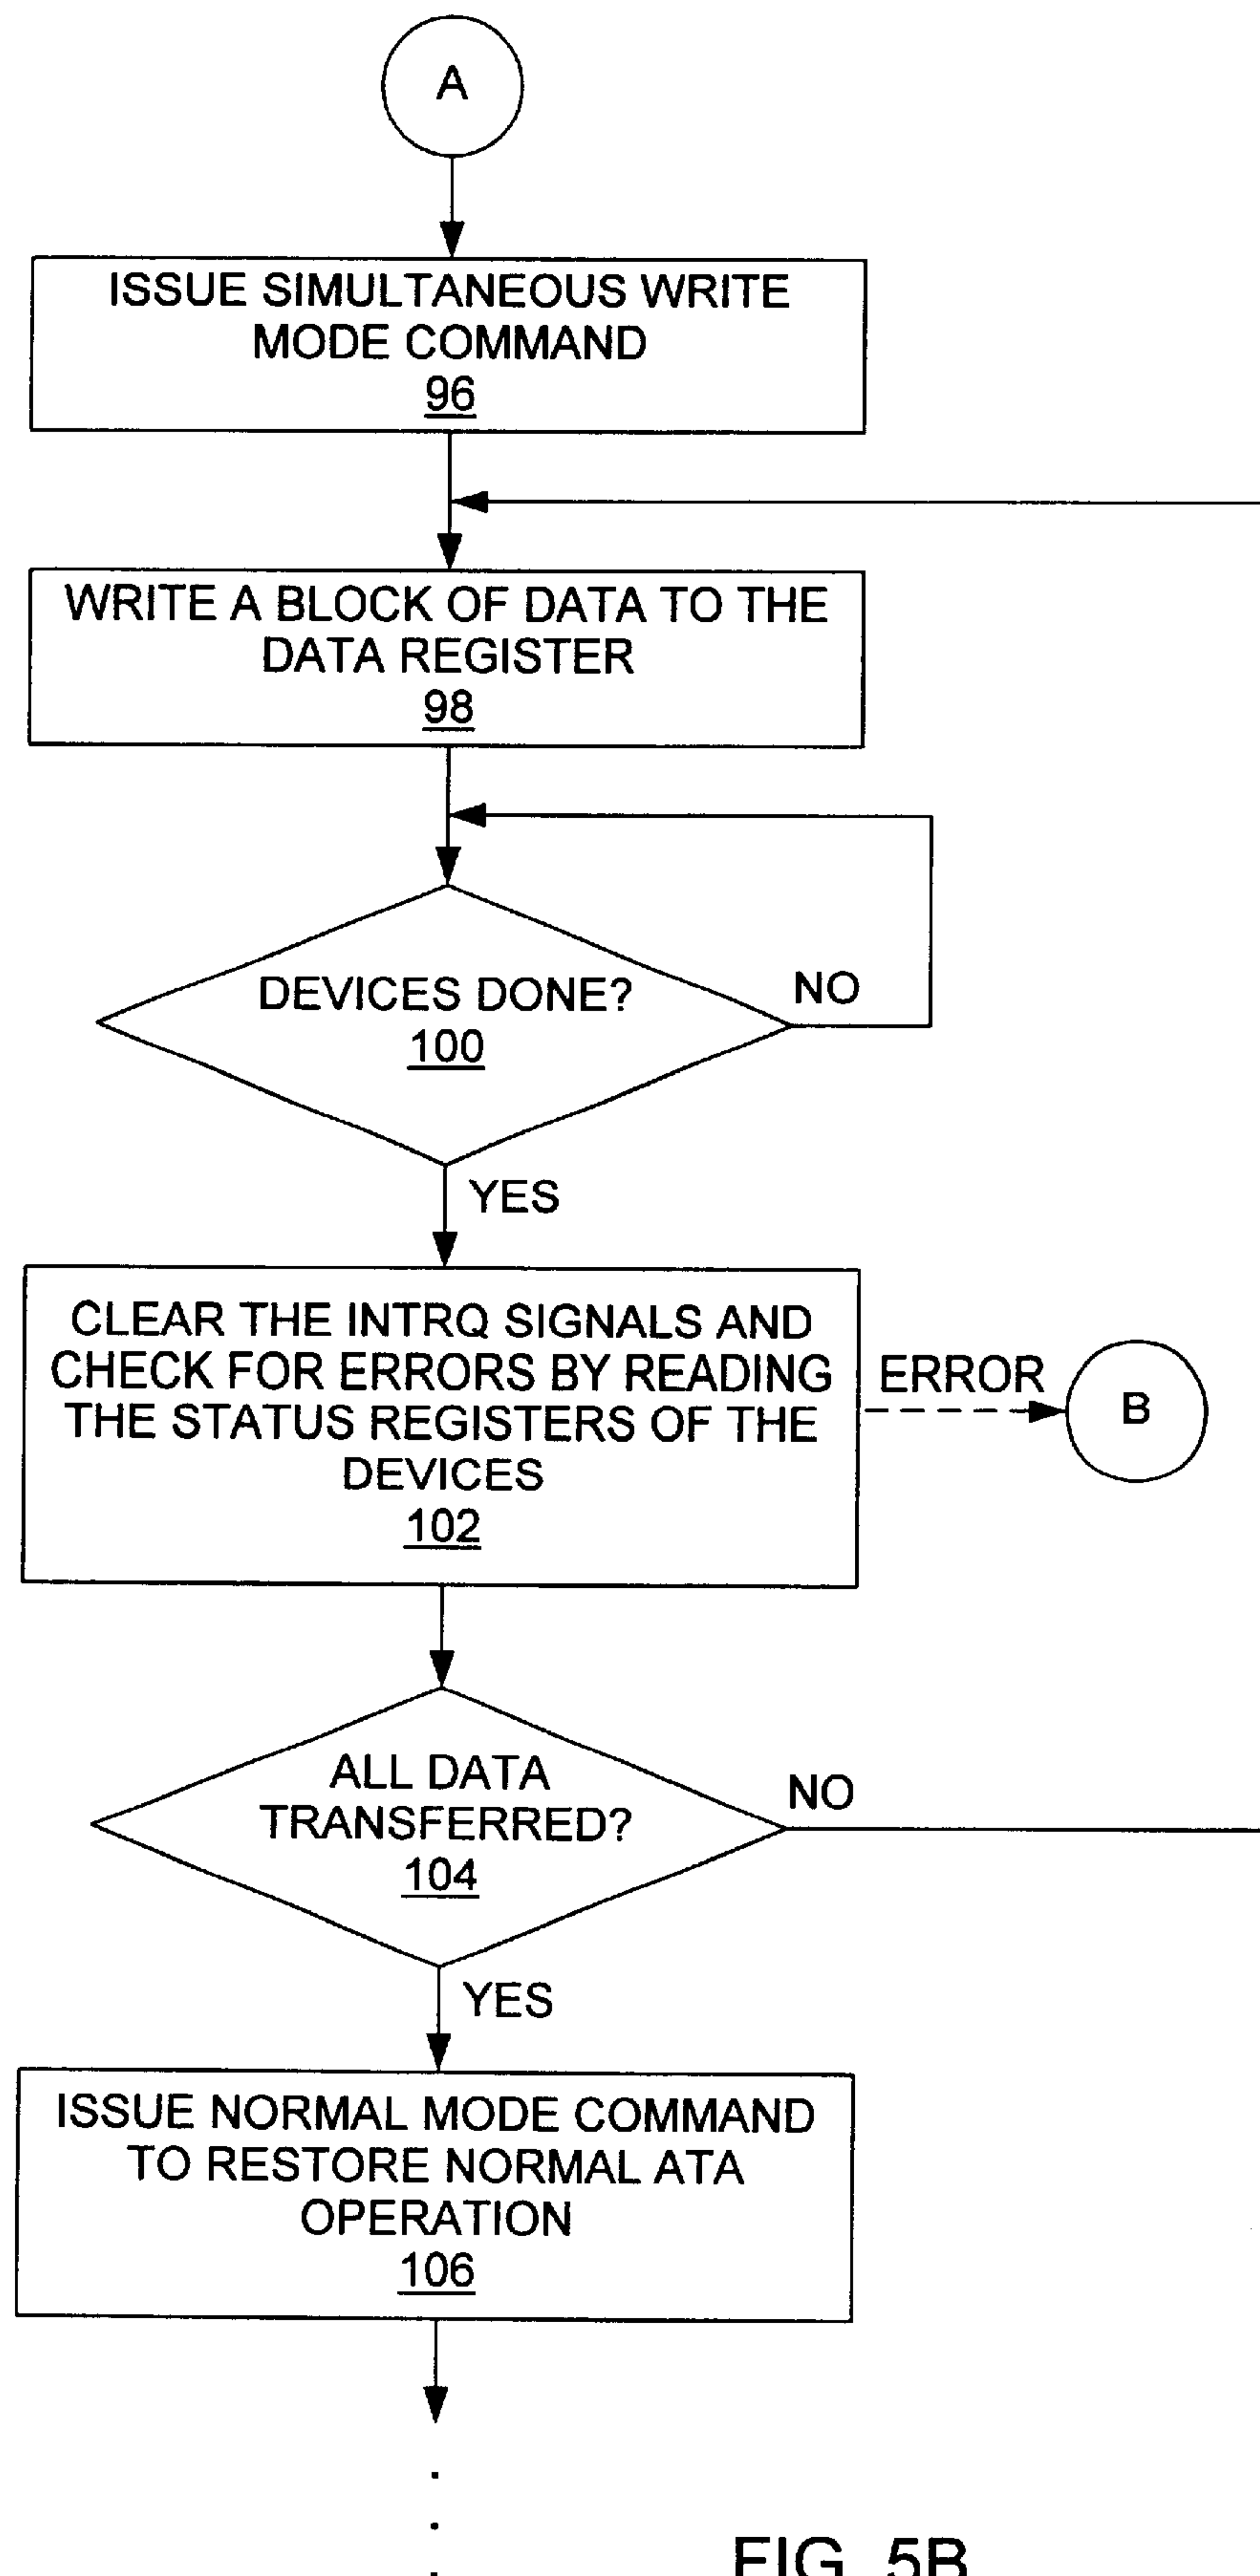 A
ISSUE SIMULTANEOUS WRITE
MODE COMMAND
96
WRITE A BLOCK OF DATA TO THE
DATA REGISTER
98
DEVICES DONE?
100
NO
YES
CLEAR THE INTRQ SIGNALS AND
CHECK FOR ERRORS BY READING
THE STATUS REGISTERS OF THE
DEVICES
102
ERROR
B
ALL DATA
TRANSFERRED?
104
NO
YES
ISSUE NORMAL MODE COMMAND
TO RESTORE NORMAL ATA
OPERATION
106
FIG. 5B